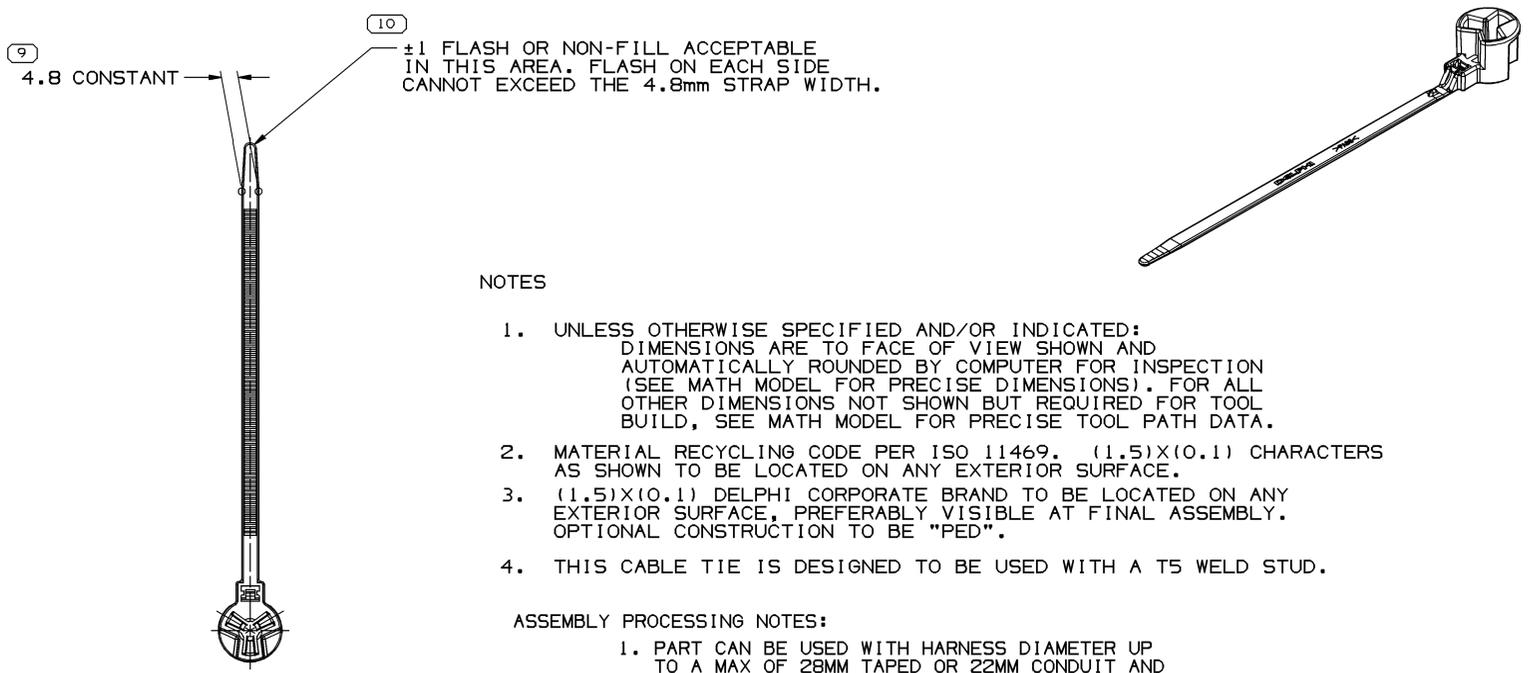 10
9
±1 FLASH OR NON-FILL ACCEPTABLE
IN THIS AREA. FLASH ON EACH SIDE
CANNOT EXCEED THE 4.8mm STRAP WIDTH.
4.8 CONSTANT
DELPHI
NOTES
1. UNLESS OTHERWISE SPECIFIED AND/OR INDICATED:
DIMENSIONS ARE TO FACE OF VIEW SHOWN AND
AUTOMATICALLY ROUNDED BY COMPUTER FOR INSPECTION
(SEE MATH MODEL FOR PRECISE DIMENSIONS). FOR ALL
OTHER DIMENSIONS NOT SHOWN BUT REQUIRED FOR TOOL
BUILD, SEE MATH MODEL FOR PRECISE TOOL PATH DATA.
2. MATERIAL RECYCLING CODE PER ISO 11469. (1.5)X(0.1) CHARACTERS
AS SHOWN TO BE LOCATED ON ANY EXTERIOR SURFACE.
3. (1.5)X(0.1) DELPHI CORPORATE BRAND TO BE LOCATED ON ANY
EXTERIOR SURFACE, PREFERABLY VISIBLE AT FINAL ASSEMBLY.
OPTIONAL CONSTRUCTION TO BE "PED".
4. THIS CABLE TIE IS DESIGNED TO BE USED WITH A T5 WELD STUD.
ASSEMBLY PROCESSING NOTES:
1. PART CAN BE USED WITH HARNESS DIAMETER UP
TO A MAX OF 28MM TAPED OR 22MM CONDUIT AND